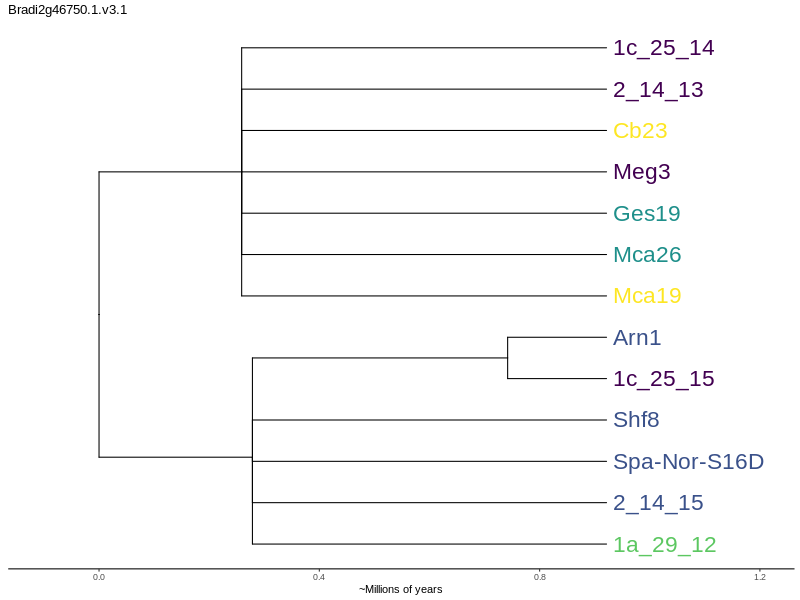 Bradi2g46750.1.v3.1
1c_25_14
2_14_13
Cb23
Meg3
Ges19
Mca26
Mca19
Arn1
1c_25_15
Shf8
Spa-Nor-S16D
2_14_15
1a_29_12
0.0 0.4 0.8 1.2
~Millions of years